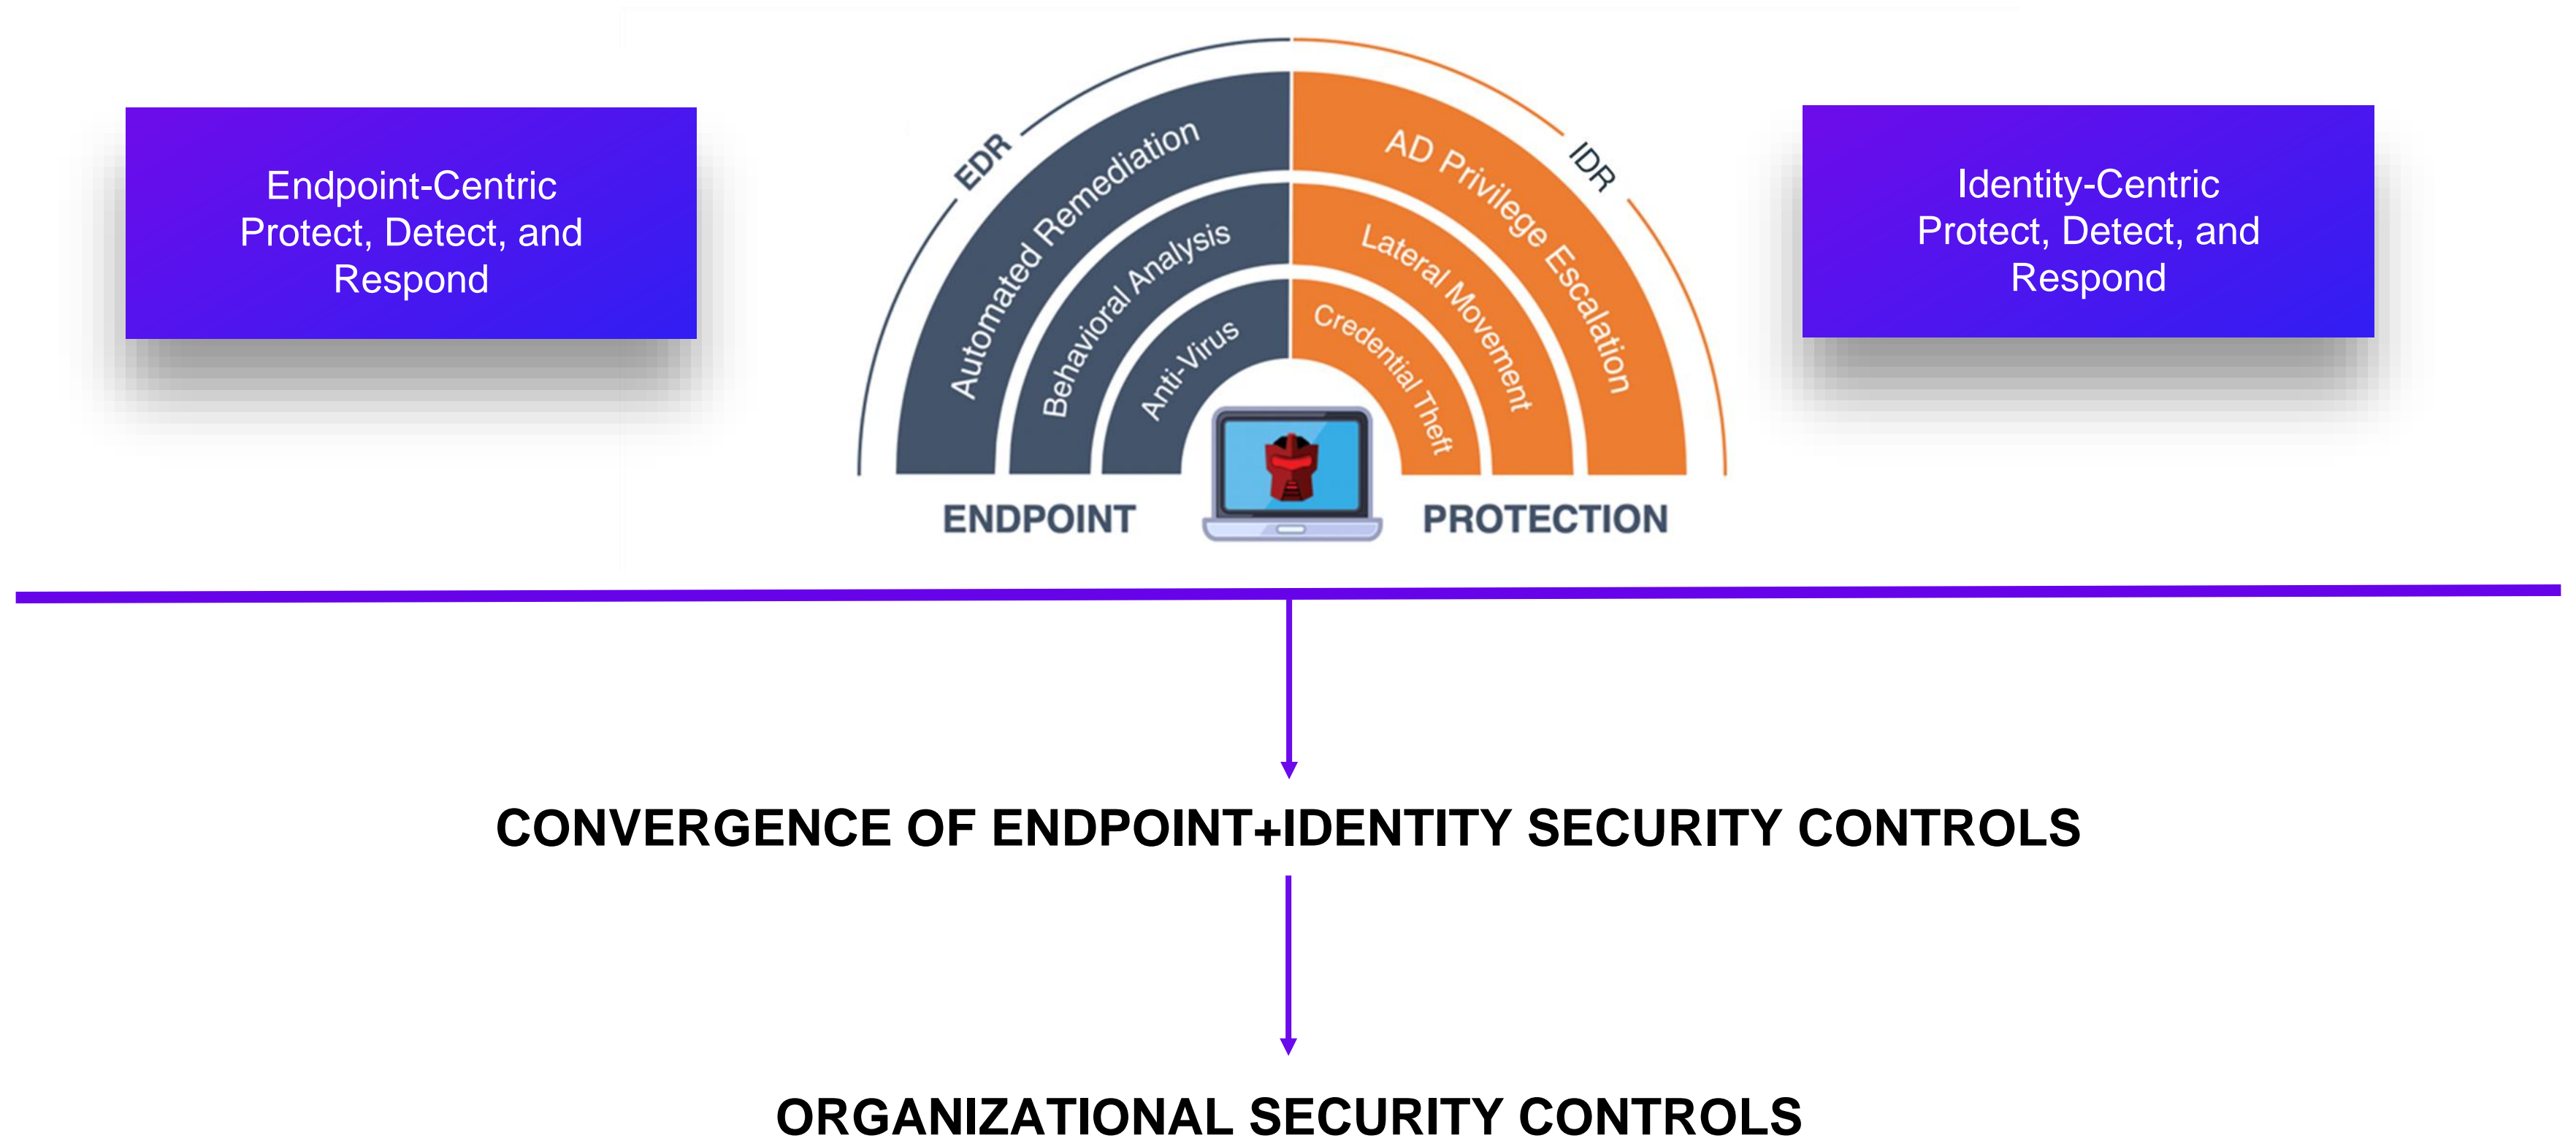 Endpoint-Centric
Protect, Detect, and
Respond
EDR
Automated Remediation
Behavioral Analysis
Anti-Virus
IDR
AD Privilege Escalation
Lateral Movement
Credential Theft
ENDPOINT
PROTECTION
Identity-Centric
Protect, Detect, and
Respond
CONVERGENCE OF ENDPOINT+IDENTITY SECURITY CONTROLS
ORGANIZATIONAL SECURITY CONTROLS